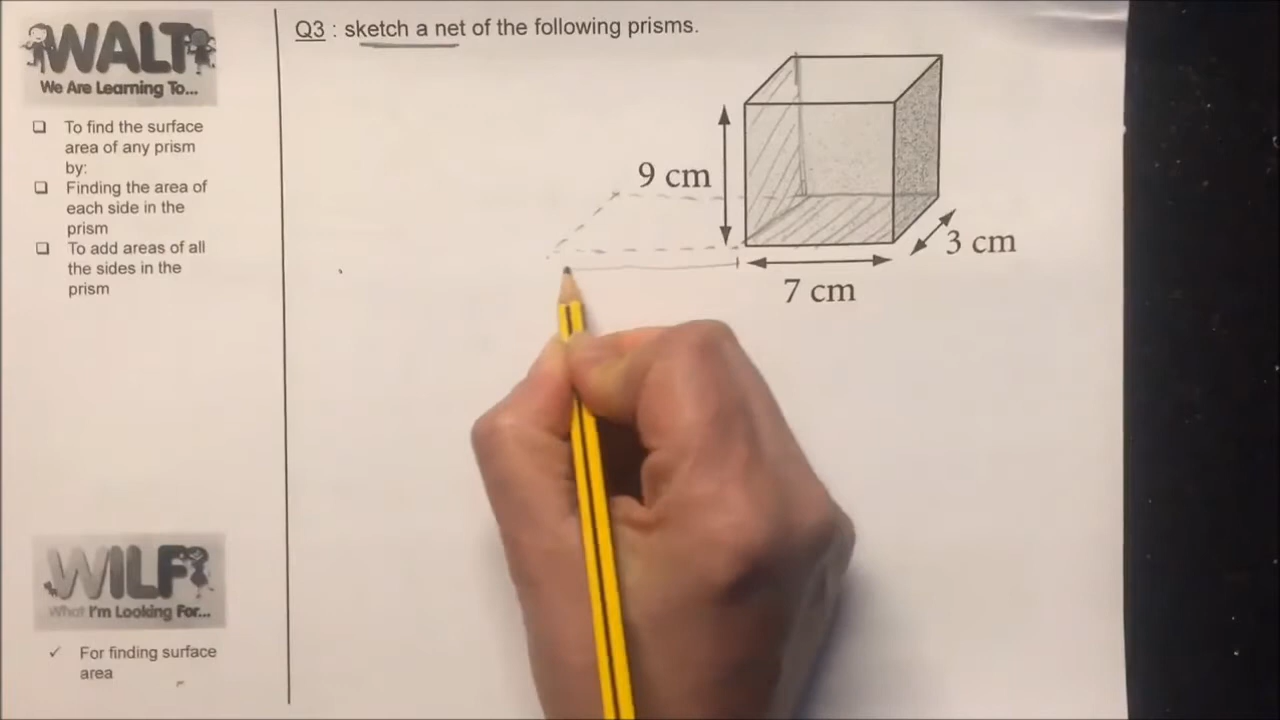 WALT
We Are Learning To...
To find the surface
area of any prism
by:
Finding the area of
each side in the
prism
To add areas of all
the sides in the
prism
WILF
What I'm Looking For...
✓ For finding surface
area
Q3 : sketch a net of the following prisms.
9 cm
3 cm
7 cm